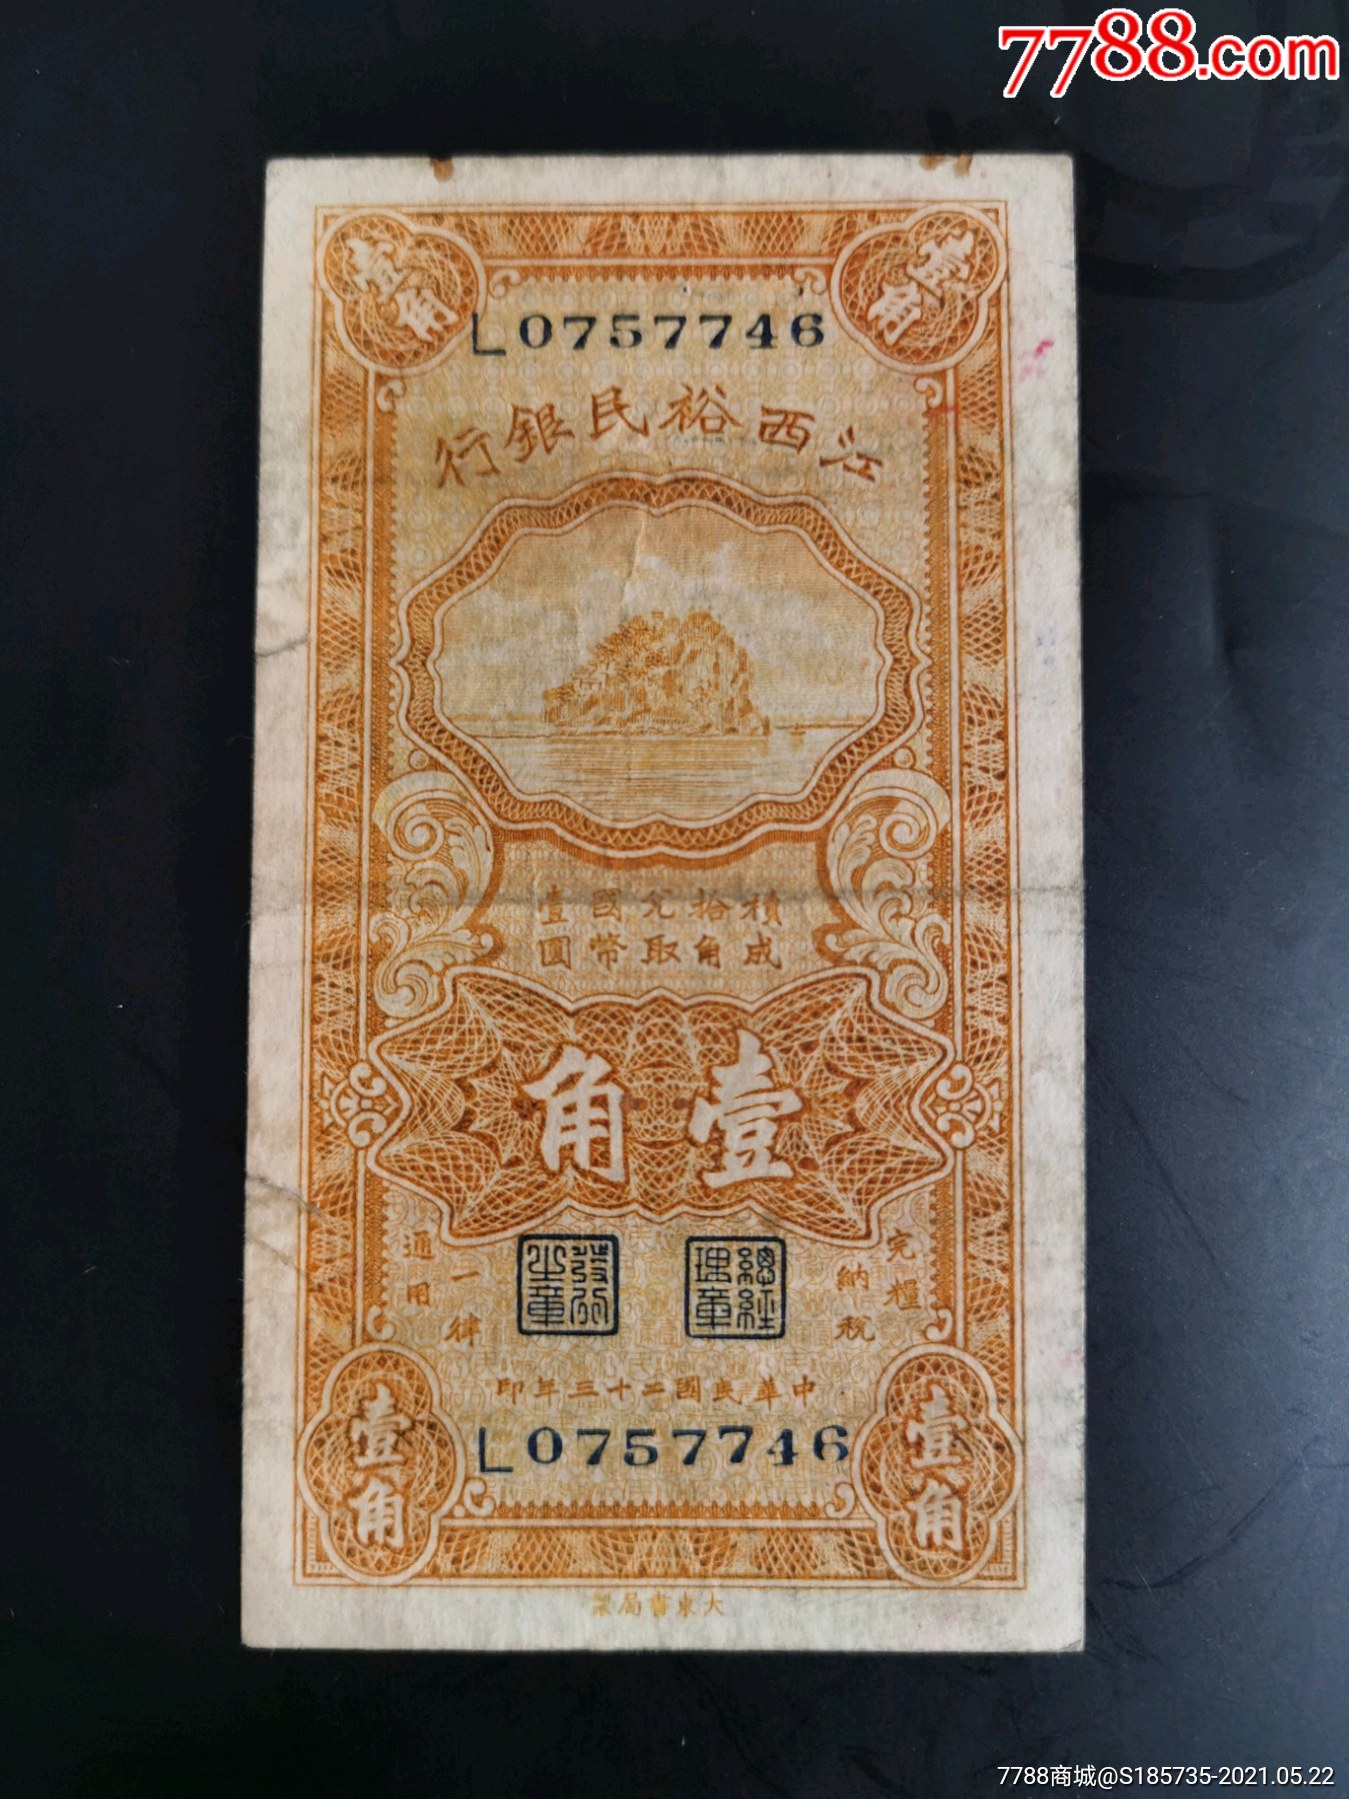 7788.com
壹角
壹角
L0757746
江西裕民銀行
積成拾角兌取國幣壹圓
壹角
完糧
納稅
一律
通用
總經理章
發行之章
中華民國二十三年印
L0757746
壹角
壹角
大東書局製
7788商城@S185735-2021.05.22